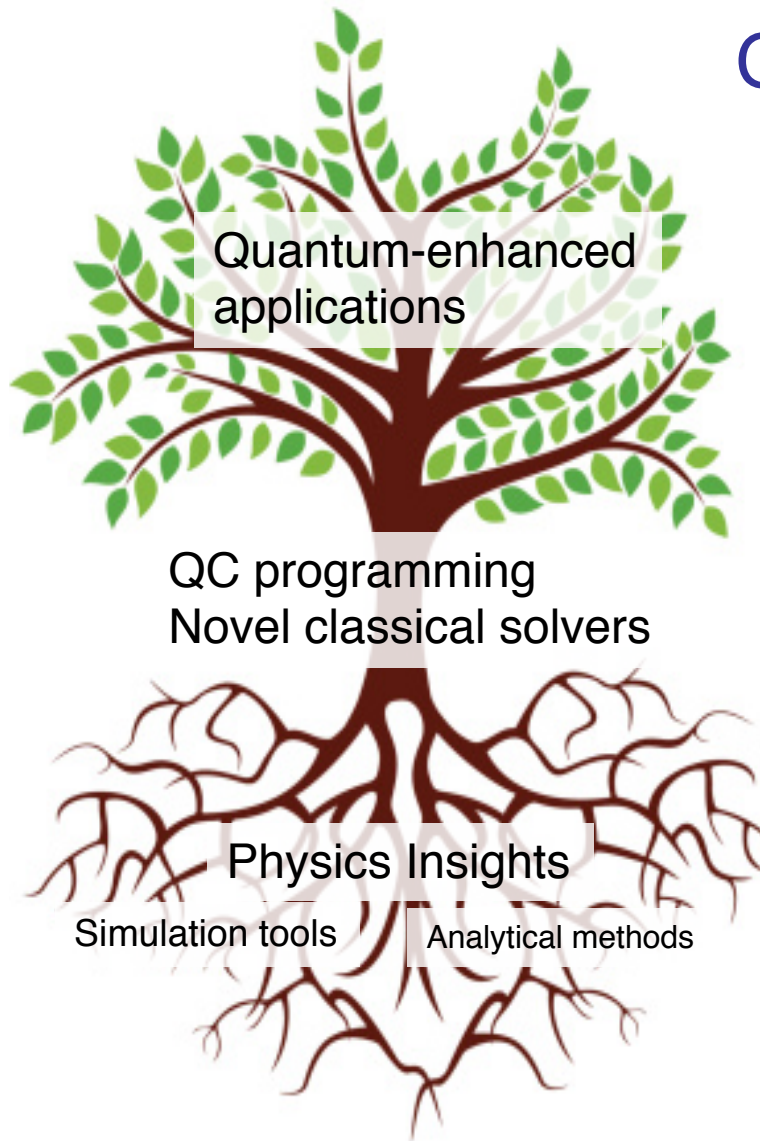 Quantum-enhanced
applications
QC programming
Novel classical solvers
Physics Insights
Simulation tools
Analytical methods